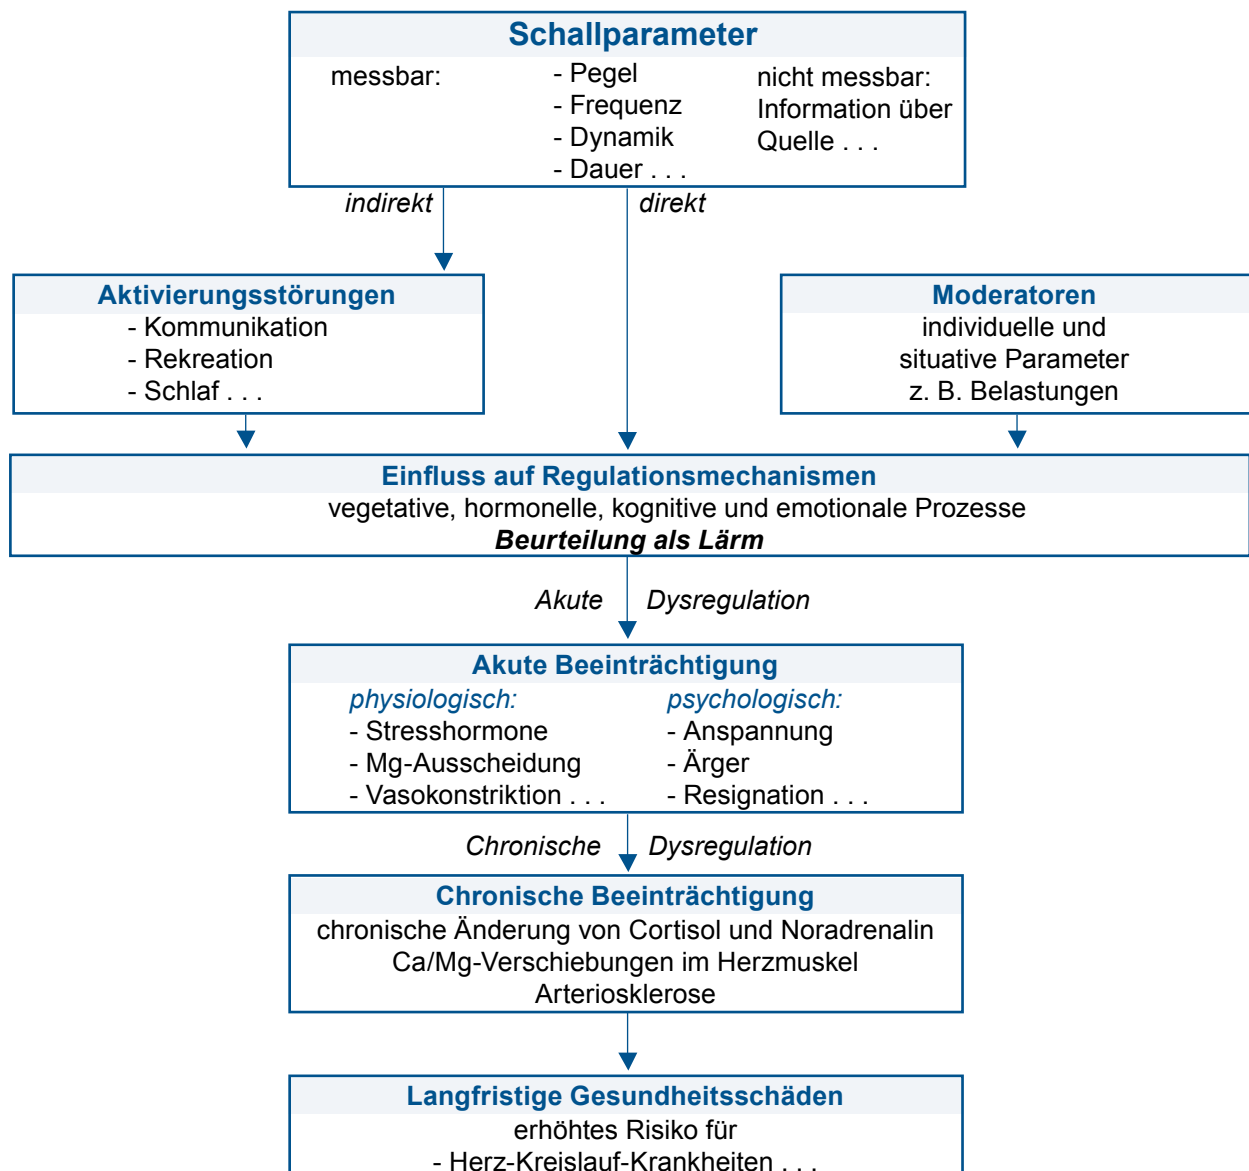 Schallparameter
messbar:
- Pegel
- Frequenz
- Dynamik
- Dauer . . .
nicht messbar:
Information über
Quelle . . .
indirekt
direkt
Aktivierungsstörungen
- Kommunikation
- Rekreation
- Schlaf . . .
Moderatoren
individuelle und
situative Parameter
z. B. Belastungen
Einfluss auf Regulationsmechanismen
vegetative, hormonelle, kognitive und emotionale Prozesse
Beurteilung als Lärm
Akute Dysregulation
Akute Beeinträchtigung
physiologisch:
- Stresshormone
- Mg-Ausscheidung
- Vasokonstriktion . . .
psychologisch:
- Anspannung
- Ärger
- Resignation . . .
Chronische Dysregulation
Chronische Beeinträchtigung
chronische Änderung von Cortisol und Noradrenalin
Ca/Mg-Verschiebungen im Herzmuskel
Arteriosklerose
Langfristige Gesundheitsschäden
erhöhtes Risiko für
- Herz-Kreislauf-Krankheiten . . .